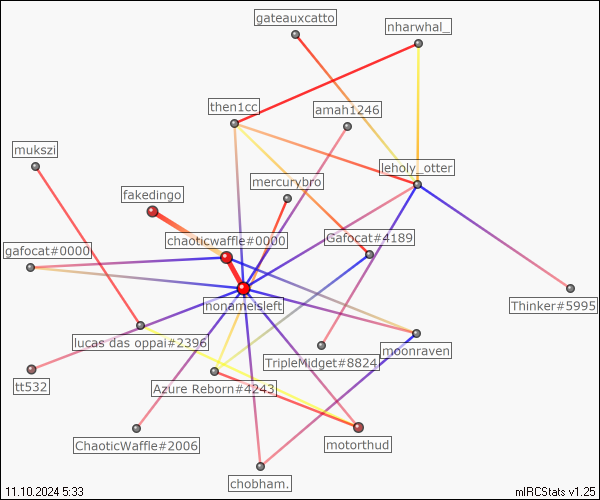 gateauxcatto
nharwhal_
then1cc
amah1246
mukszi
leholy_otter
mercurybro
fakedingo
chaoticwaffle#0000
Gafocat#4189
gafocat#0000
nonameisleft
Thinker#5995
lucas das oppai#2396
moonraven
TripleMidget#8824
tt532
Azure Reborn#4243
ChaoticWaffle#2006
motorthud
chobham.
11.10.2024 5:33
mIRCStats v1.25